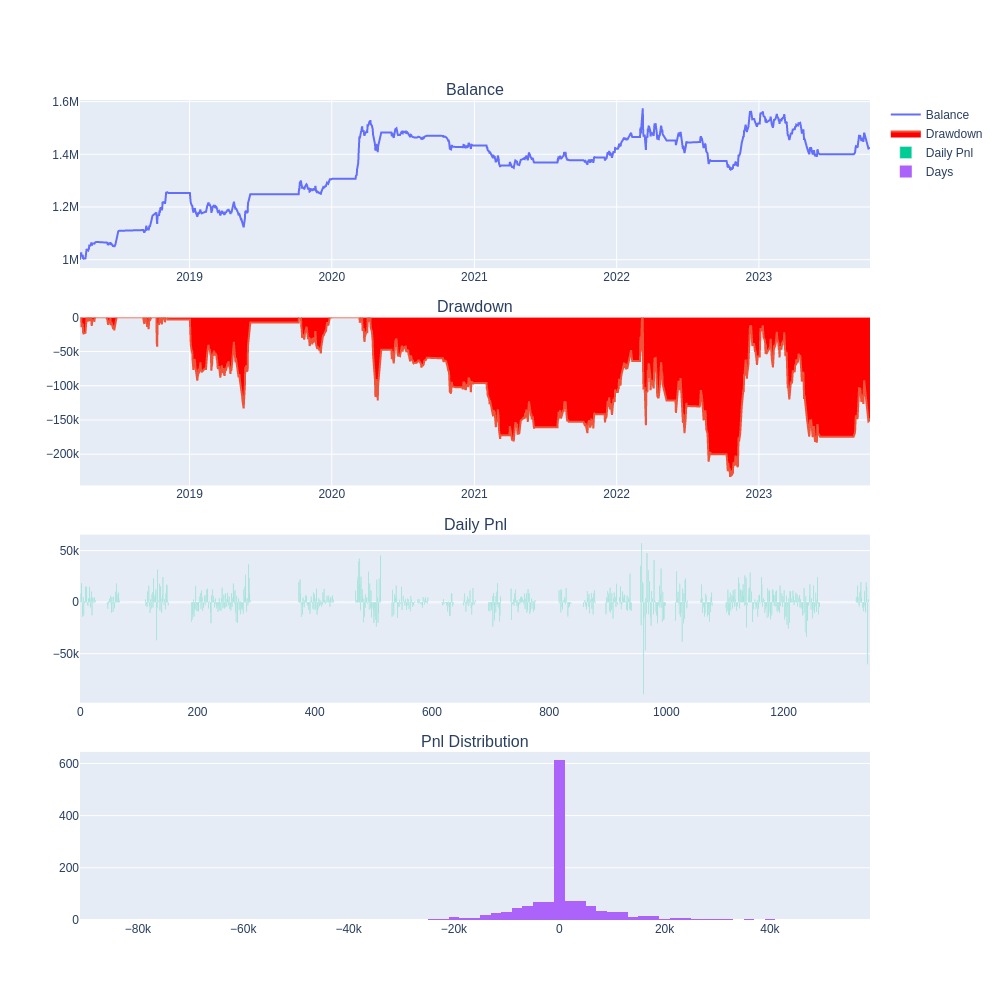 Balance
1.6M
1.4M
1.2M
1M
2019 2020 2021 2022 2023
Balance
Drawdown
Daily Pnl
Days
Drawdown
0
−50k
−100k
−150k
−200k
2019 2020 2021 2022 2023
Daily Pnl
50k
0
−50k
0 200 400 600 800 1000 1200
Pnl Distribution
600
400
200
0
−80k −60k −40k −20k 0 20k 40k